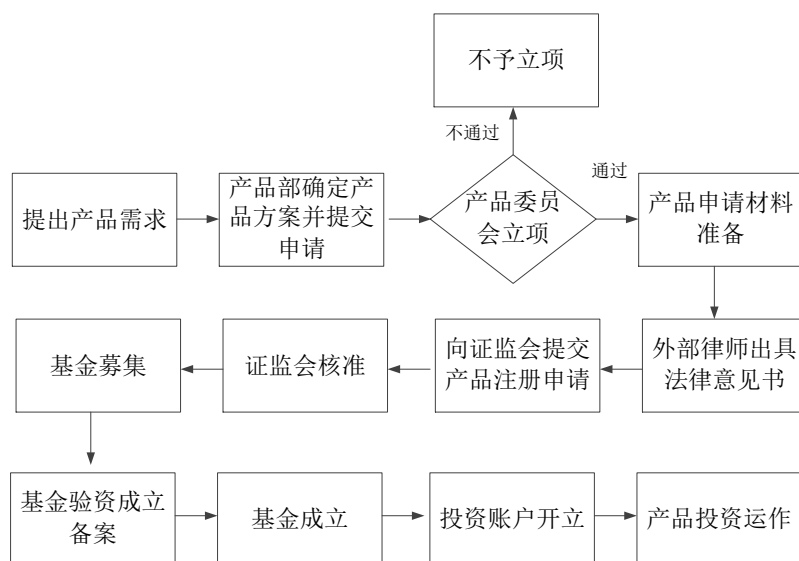 不予立项
不通过
通过
提出产品需求
产品部确定产
品方案并提交
申请
产品委员
会立项
产品申请材料
准备
外部律师出具
法律意见书
向证监会提交
产品注册申请
证监会核准
基金募集
基金验资成立
备案
基金成立
投资账户开立
产品投资运作